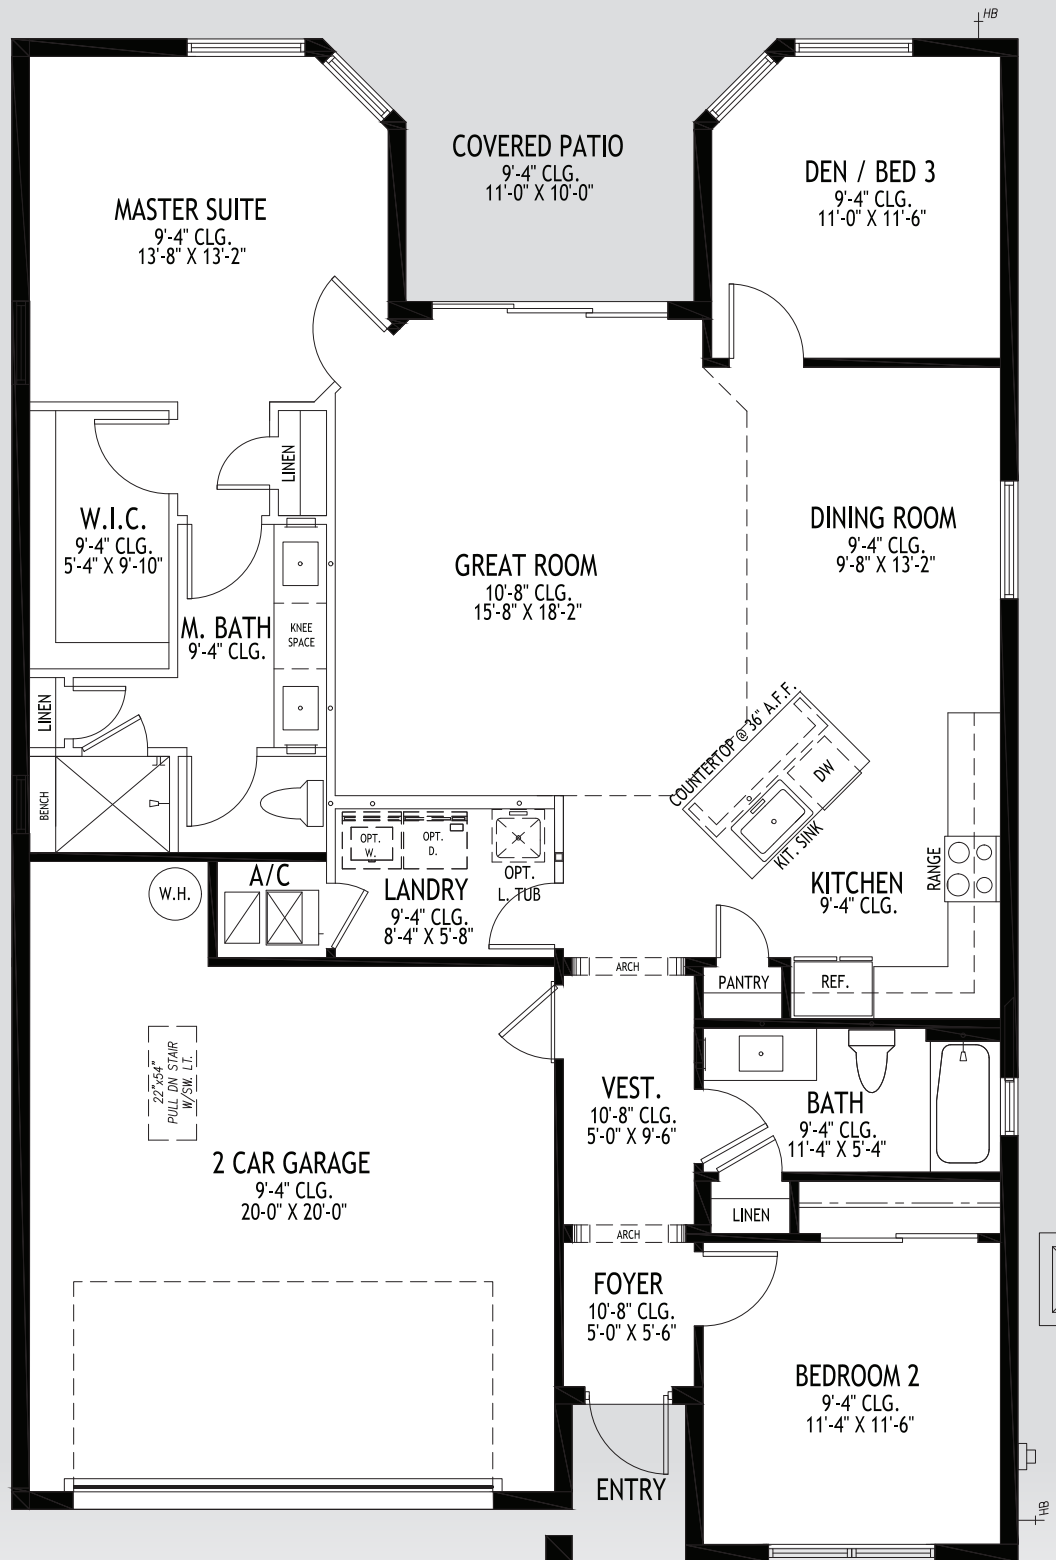 HB
COVERED PATIO
9'-4" CLG.
11'-0" X 10'-0"
DEN / BED 3
9'-4" CLG.
11'-0" X 11'-6"
MASTER SUITE
9'-4" CLG.
13'-8" X 13'-2"
LINEN
W.I.C.
9'-4" CLG.
5'-4" X 9'-10"
GREAT ROOM
10'-8" CLG.
15'-8" X 18'-2"
DINING ROOM
9'-4" CLG.
9'-8" X 13'-2"
M. BATH
9'-4" CLG.
KNEE
SPACE
LINEN
COUNTERTOP @ 36" A.F.F.
DW
KIT. SINK
BENCH
OPT.
W.
OPT.
D.
OPT.
L. TUB
RANGE
KITCHEN
9'-4" CLG.
W.H.
A/C
LANDRY
9'-4" CLG.
8'-4" X 5'-8"
ARCH
PANTRY
REF.
22"x54"
PULL DN STAIR
W/SW. LT.
VEST.
10'-8" CLG.
5'-0" X 9'-6"
BATH
9'-4" CLG.
11'-4" X 5'-4"
2 CAR GARAGE
9'-4" CLG.
20-0" X 20'-0"
LINEN
ARCH
FOYER
10'-8" CLG.
5'-0" X 5'-6"
BEDROOM 2
9'-4" CLG.
11'-4" X 11'-6"
ENTRY
HB